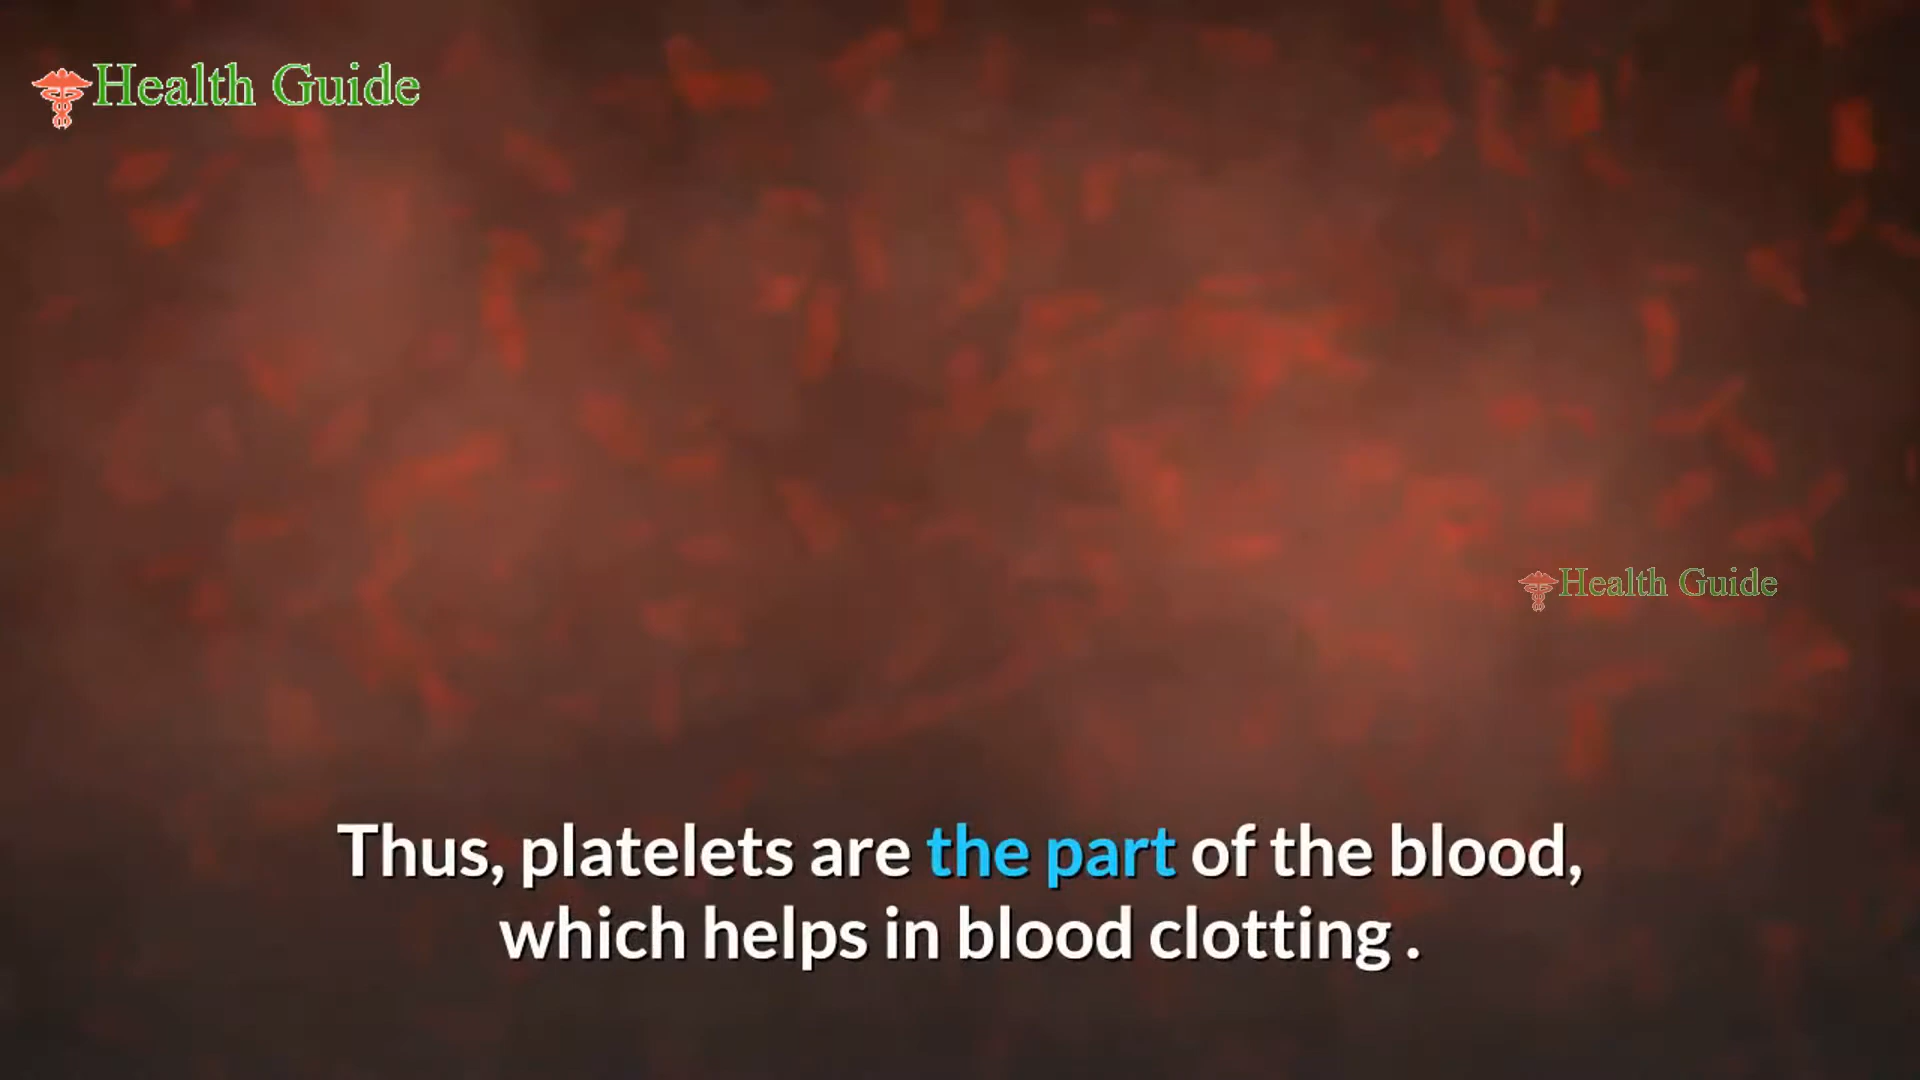 Health Guide
Health Guide
Thus, platelets are the part of the blood,
which helps in blood clotting .